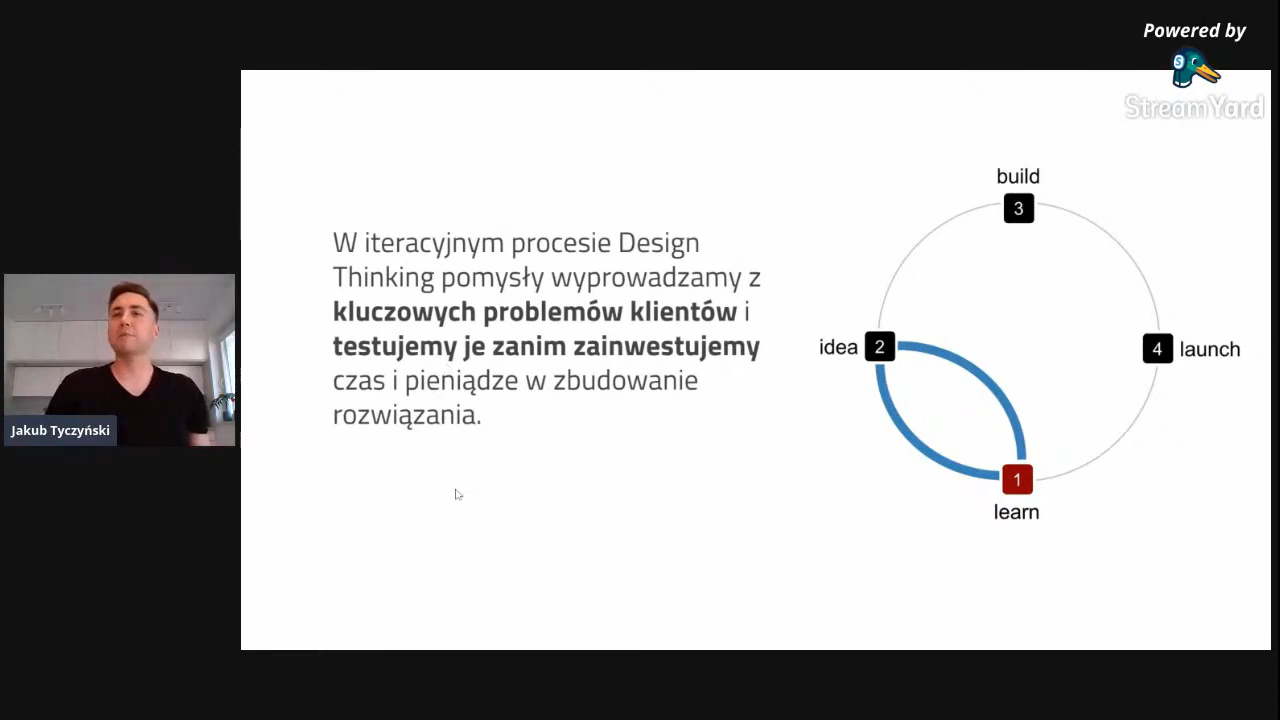 Powered by
StreamYard
build
3
W iteracyjnym procesie Design
Thinking pomysły wyprowadzamy z
kluczowych problemów klientów i
testujemy je zanim zainwestujemy
czas i pieniądze w zbudowanie
rozwiązania.
idea 2
4 launch
1
learn
Jakub Tyczyński